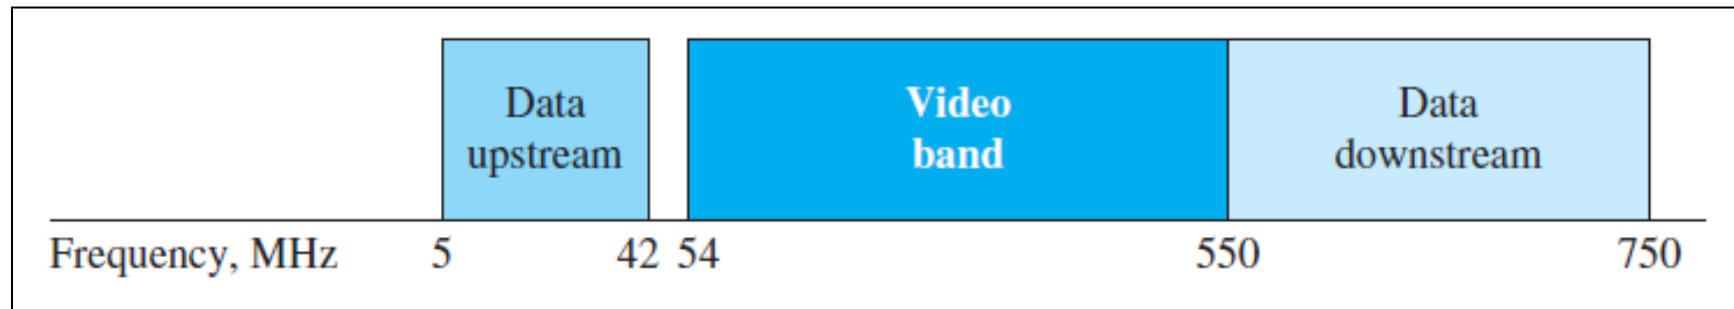 Data
upstream
Video
band
Data
downstream
Frequency, MHz 5 42 54 550 750